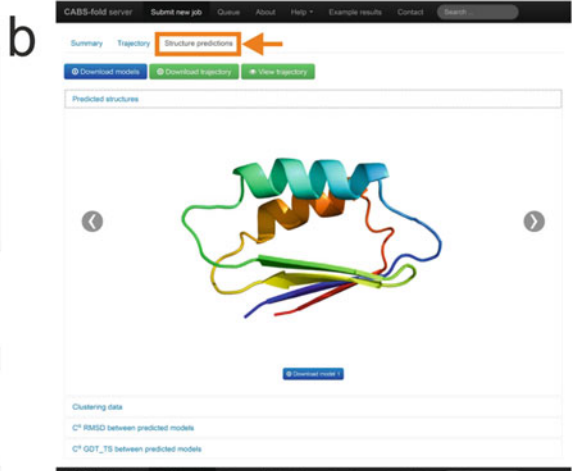 b
CABS-fold server Submit new job Queue About Help Example results Contact Search ...
Summary Trajectory Structure predictions
Download models Download trajectory View trajectory
Predicted structures
Download model 1
Clustering data
Cα RMSD between predicted models
Cα GDT_TS between predicted models